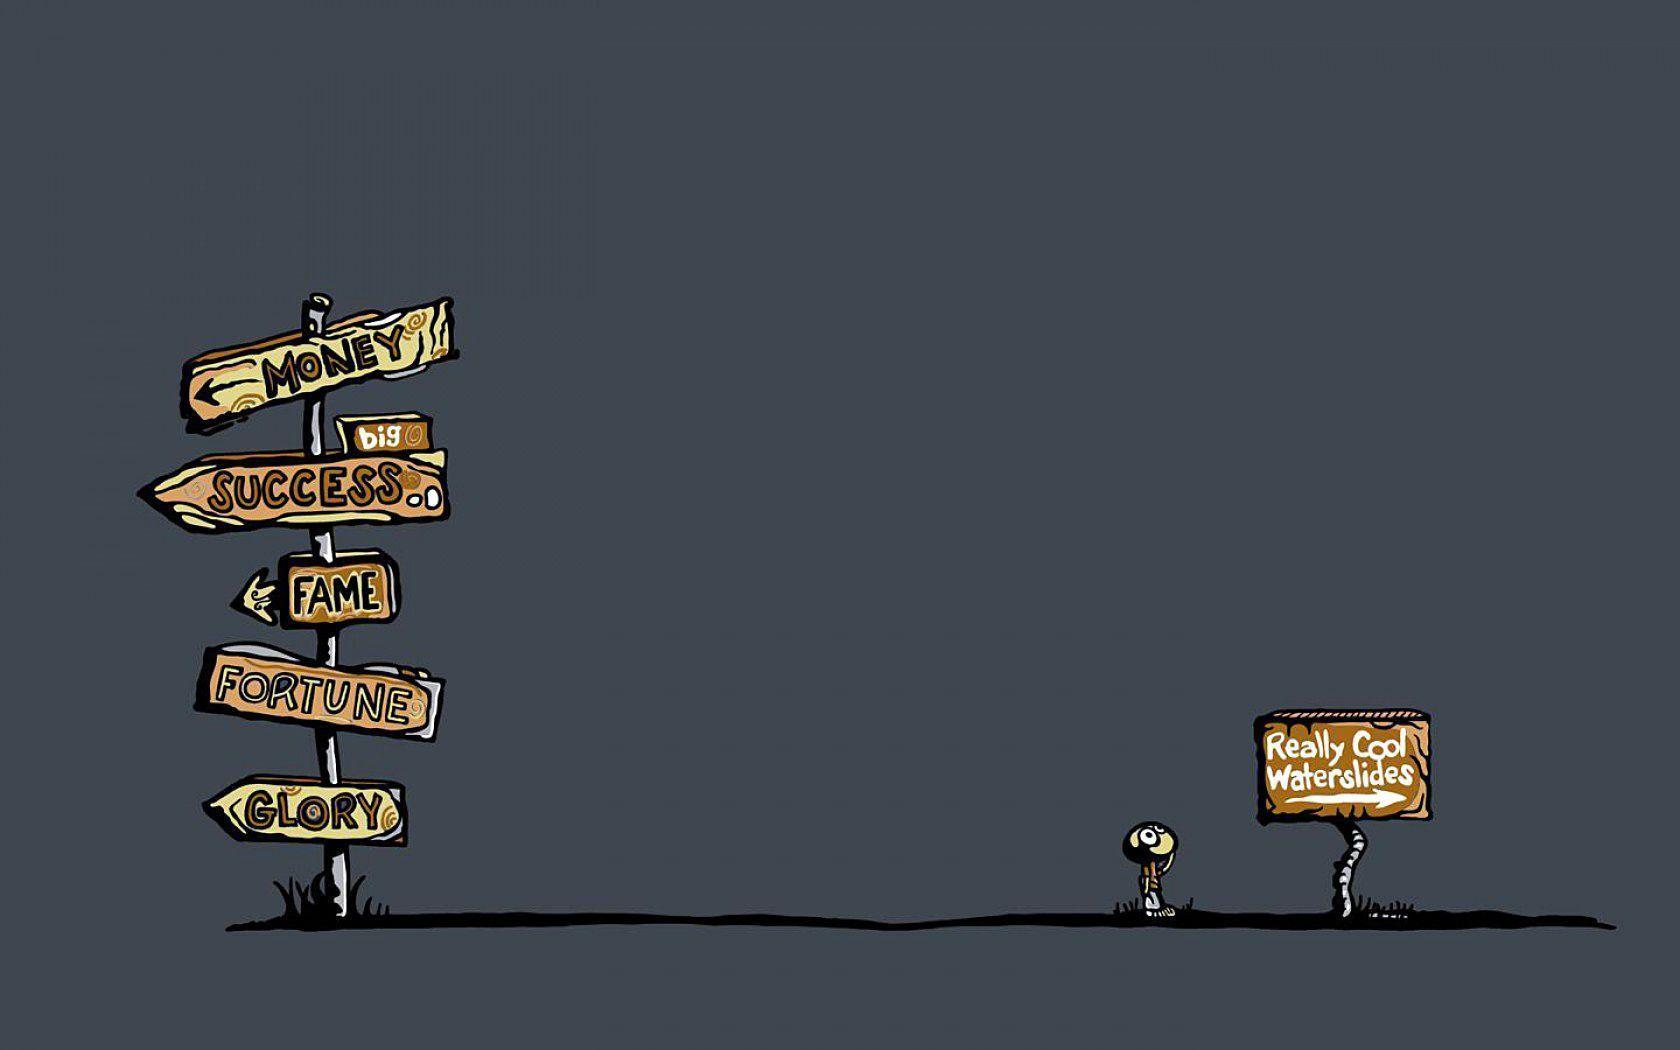 MONEY
big
SUCCESS
FAME
FORTUNE
GLORY
Really Cool
Waterslides